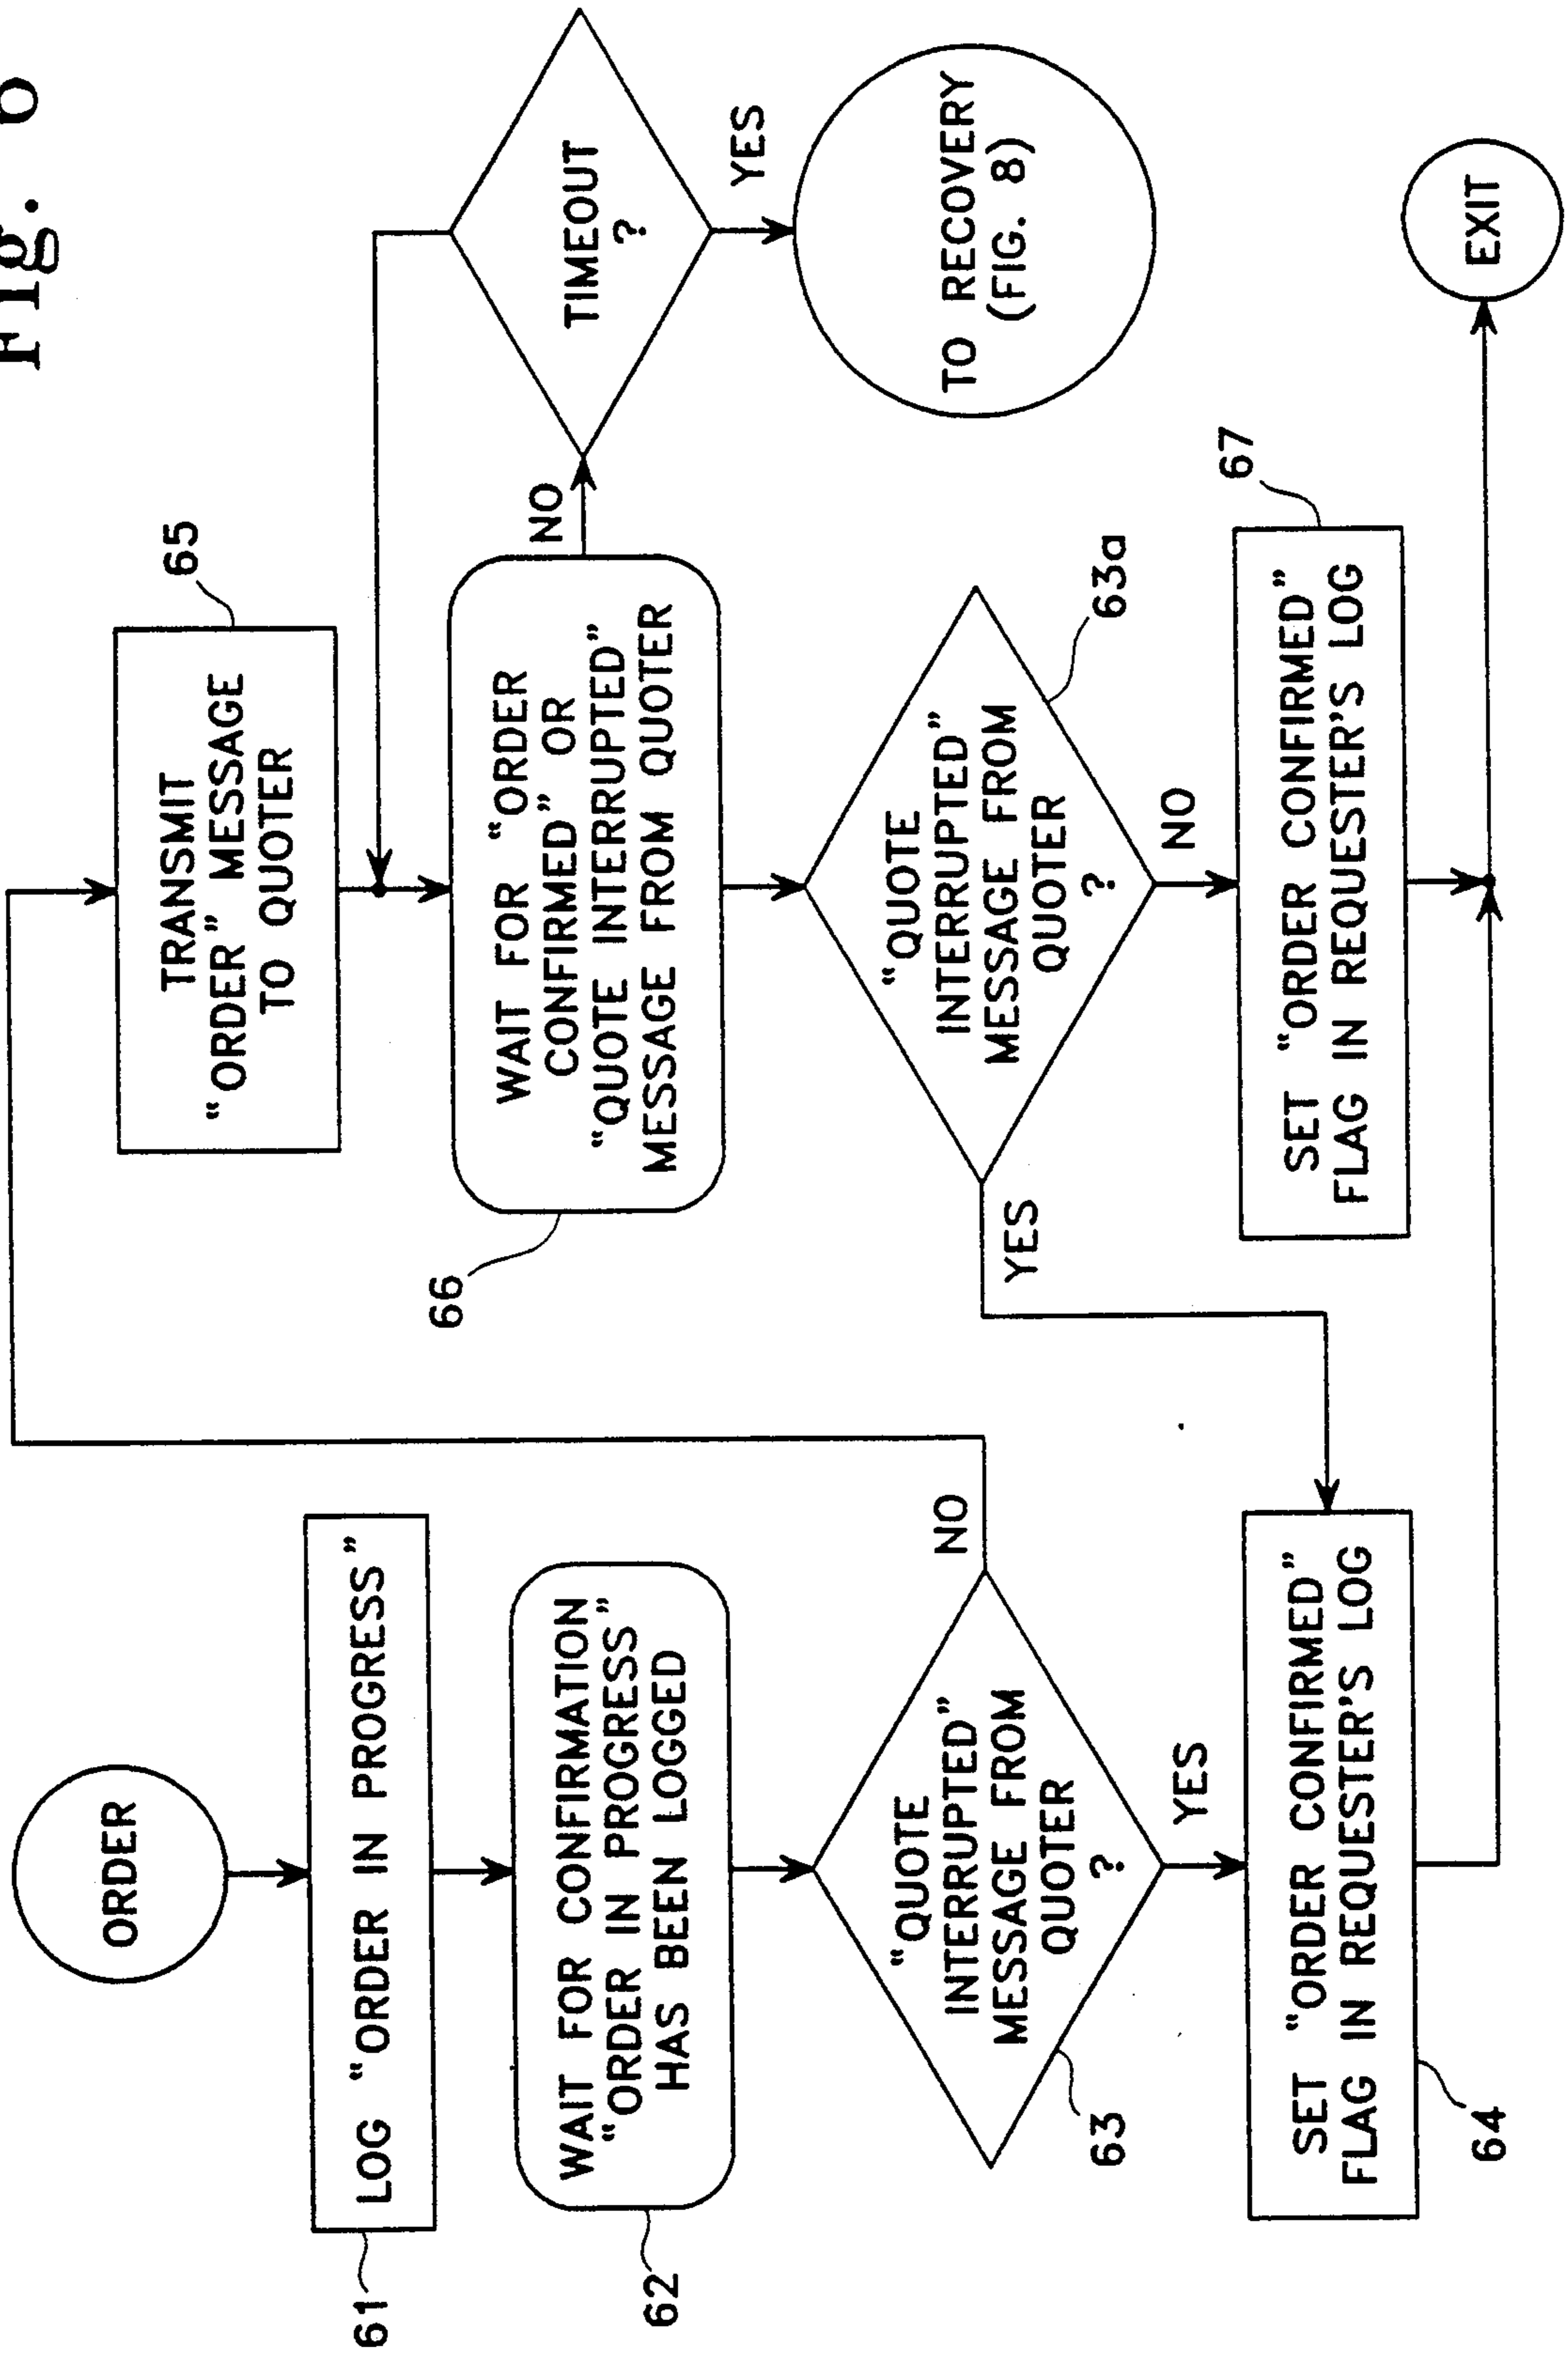 Fig. 6
ORDER
61
LOG “ORDER IN PROGRESS”
62
WAIT FOR CONFIRMATION
“ORDER IN PROGRESS”
HAS BEEN LOGGED
63
“QUOTE
INTERRUPTED”
MESSAGE FROM
QUOTER
?
NO
YES
64
SET “ORDER CONFIRMED”
FLAG IN REQUESTER'S LOG
65
TRANSMIT
“ORDER” MESSAGE
TO QUOTER
66
WAIT FOR “ORDER
CONFIRMED” OR
“QUOTE INTERRUPTED”
MESSAGE FROM QUOTER
NO
TIMEOUT
?
YES
TO RECOVERY
(FIG. 8)
63a
“QUOTE
INTERRUPTED”
MESSAGE FROM
QUOTER
?
YES
NO
67
SET “ORDER CONFIRMED”
FLAG IN REQUESTER'S LOG
EXIT